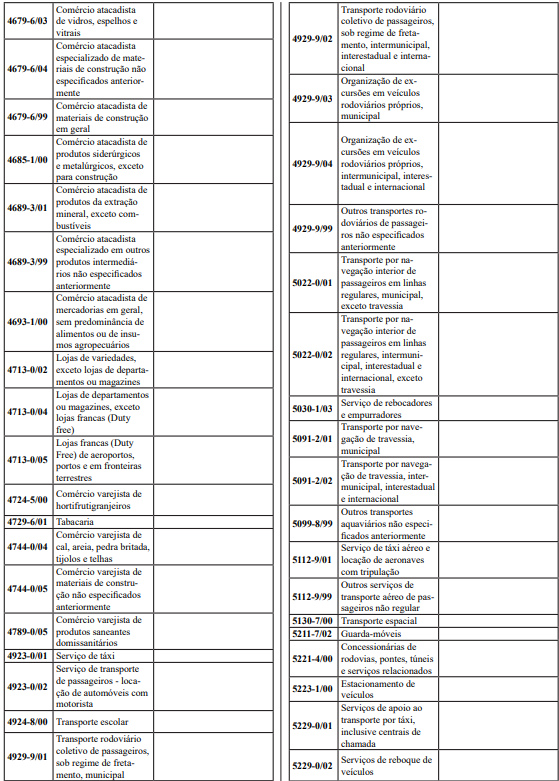 4679-6/03
Comércio atacadista
de vidros, espelhos e
vitrais
4679-6/04
Comércio atacadista
especializado de mate-
riais de construção não
especificados anterior-
mente
4679-6/99
Comércio atacadista de
materiais de construção
em geral
4685-1/00
Comércio atacadista de
produtos siderúrgicos
e metalúrgicos, exceto
para construção
4689-3/01
Comércio atacadista de
produtos da extração
mineral, exceto com-
bustíveis
4689-3/99
Comércio atacadista
especializado em outros
produtos intermediá-
rios não especificados
anteriormente
4693-1/00
Comércio atacadista de
mercadorias em geral,
sem predominância de
alimentos ou de insu-
mos agropecuários
4713-0/02
Lojas de variedades,
exceto lojas de departa-
mentos ou magazines
4713-0/04
Lojas de departamentos
ou magazines, exceto
lojas francas (Duty
free)
4713-0/05
Lojas francas (Duty
Free) de aeroportos,
portos e em fronteiras
terrestres
4724-5/00
Comércio varejista de
hortifrutigranjeiros
4729-6/01
Tabacaria
4744-0/04
Comércio varejista de
cal, areia, pedra britada,
tijolos e telhas
4744-0/05
Comércio varejista de
materiais de constru-
ção não especificados
anteriormente
4789-0/05
Comércio varejista de
produtos saneantes
domissanitários
4923-0/01
Serviço de táxi
4923-0/02
Serviço de transporte
de passageiros - loca-
ção de automóveis com
motorista
4924-8/00
Transporte escolar
4929-9/01
Transporte rodoviário
coletivo de passageiros,
sob regime de freta-
mento, municipal
4929-9/02
Transporte rodoviário
coletivo de passageiros,
sob regime de freta-
mento, intermunicipal,
interestadual e interna-
cional
4929-9/03
Organização de ex-
cursões em veículos
rodoviários próprios,
municipal
4929-9/04
Organização de ex-
cursões em veículos
rodoviários próprios,
intermunicipal, interes-
tadual e internacional
4929-9/99
Outros transportes ro-
doviários de passagei-
ros não especificados
anteriormente
5022-0/01
Transporte por na-
vegação interior de
passageiros em linhas
regulares, municipal,
exceto travessia
5022-0/02
Transporte por na-
vegação interior de
passageiros em linhas
regulares, intermuni-
cipal, interestadual e
internacional, exceto
travessia
5030-1/03
Serviço de rebocadores
e empurradores
5091-2/01
Transporte por nave-
gação de travessia,
municipal
5091-2/02
Transporte por navega-
ção de travessia, inter-
municipal, interestadual
e internacional
5099-8/99
Outros transportes
aquaviários não especi-
ficados anteriormente
5112-9/01
Serviço de táxi aéreo e
locação de aeronaves
com tripulação
5112-9/99
Outros serviços de
transporte aéreo de pas-
sageiros não regular
5130-7/00
Transporte espacial
5211-7/02
Guarda-móveis
5221-4/00
Concessionárias de
rodovias, pontes, túneis
e serviços relacionados
5223-1/00
Estacionamento de
veículos
5229-0/01
Serviços de apoio ao
transporte por táxi,
inclusive centrais de
chamada
5229-0/02
Serviços de reboque de
veículos